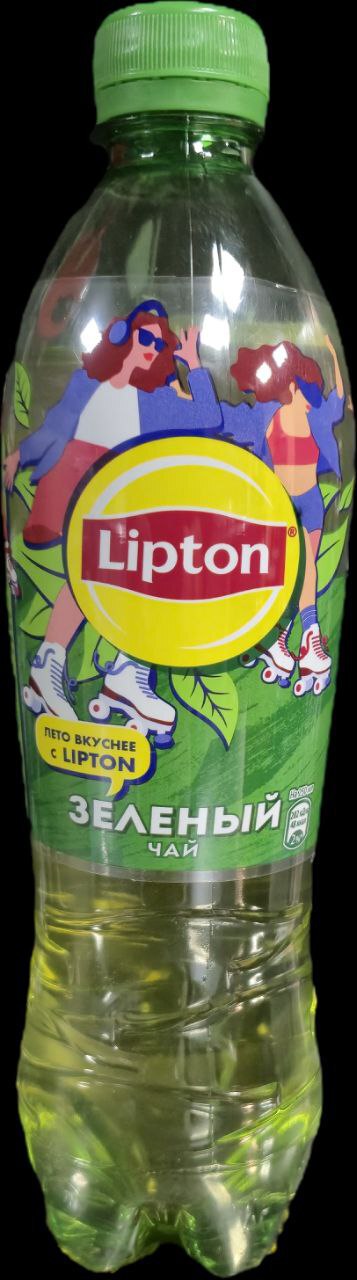 Lipton
®
ЛЕТО ВКУСНЕЕ
С LIPTON
ЗЕЛЕНЫЙ
ЧАЙ